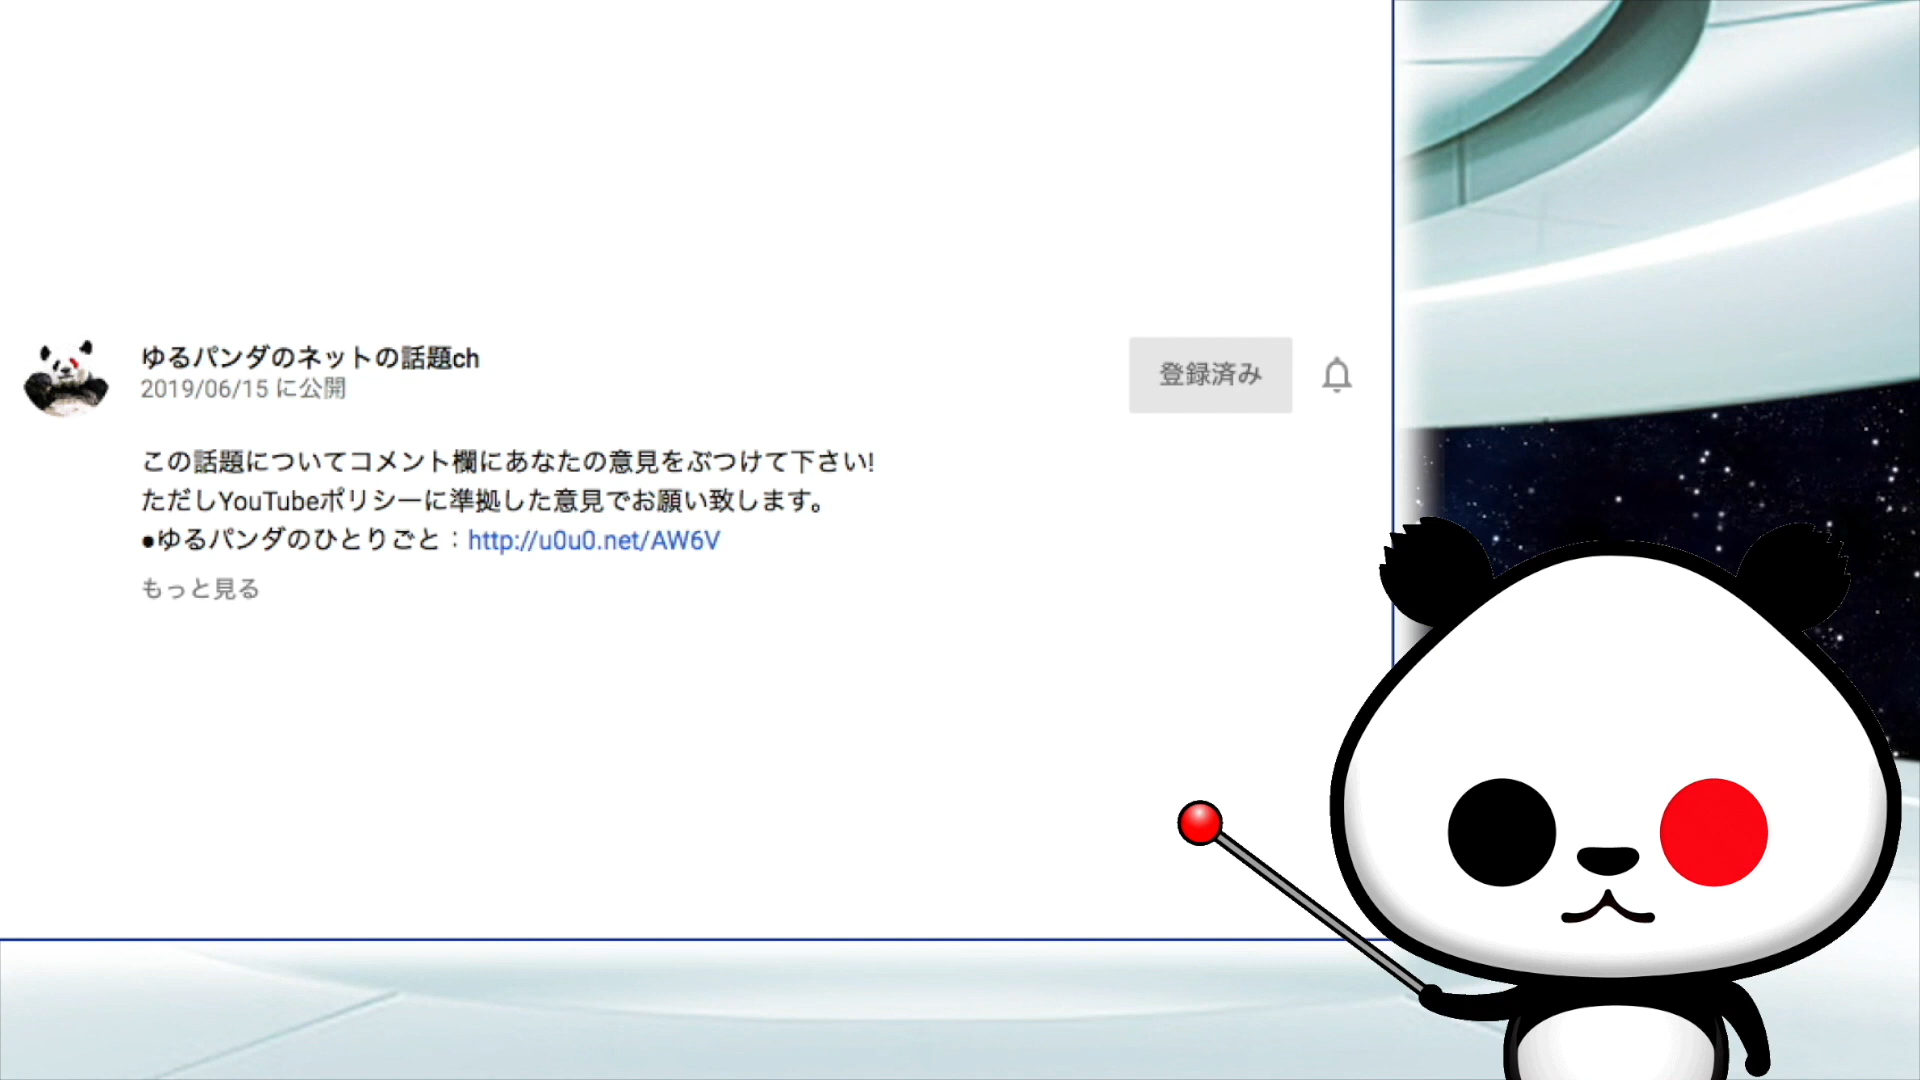 ゆるパンダのネットの話題ch
2019/06/15 に公開
登録済み
この話題についてコメント欄にあなたの意見をぶつけて下さい!
ただしYouTubeポリシーに準拠した意見でお願い致します。
●ゆるパンダのひとりごと：http://u0u0.net/AW6V
もっと見る